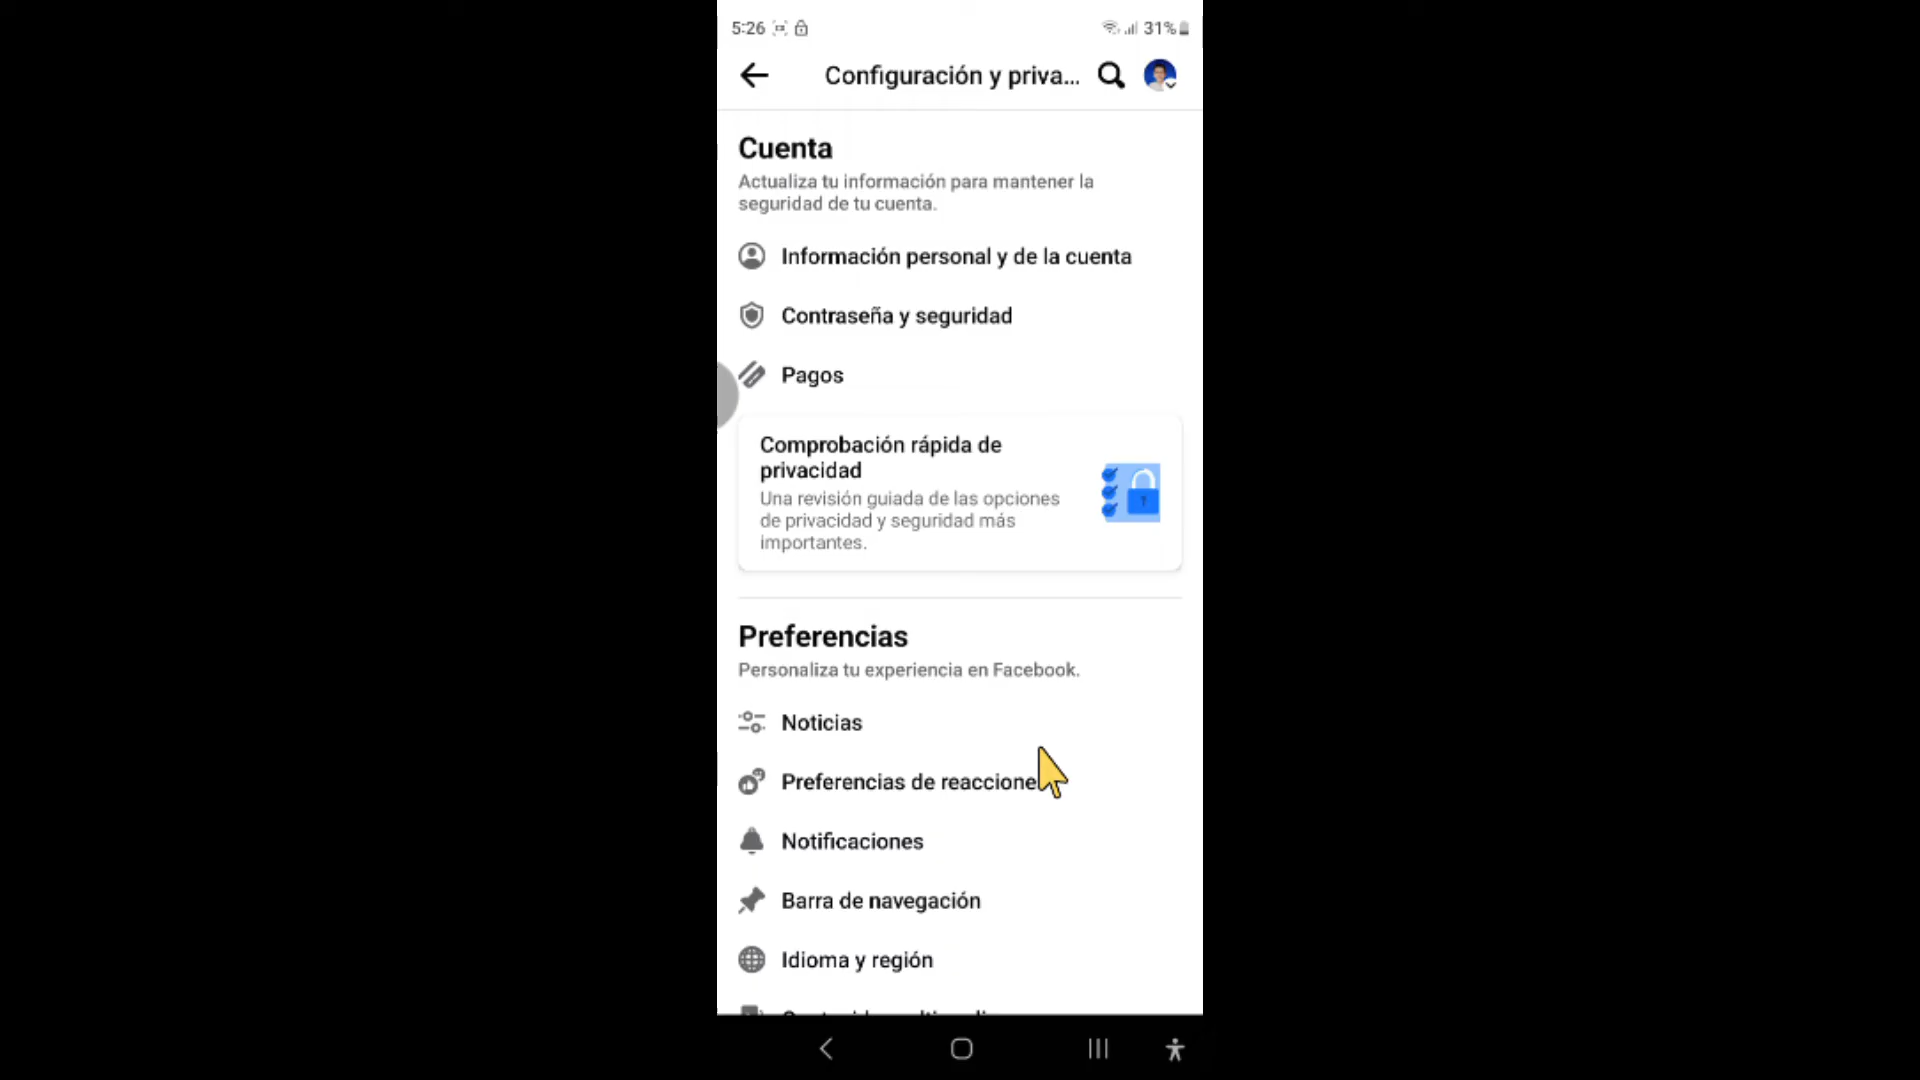 5:26
31%
Configuración y priva...
Cuenta
Actualiza tu información para mantener la
seguridad de tu cuenta.
Información personal y de la cuenta
Contraseña y seguridad
Pagos
Comprobación rápida de
privacidad
Una revisión guiada de las opciones
de privacidad y seguridad más
importantes.
Preferencias
Personaliza tu experiencia en Facebook.
Noticias
Preferencias de reaccione
Notificaciones
Barra de navegación
Idioma y región